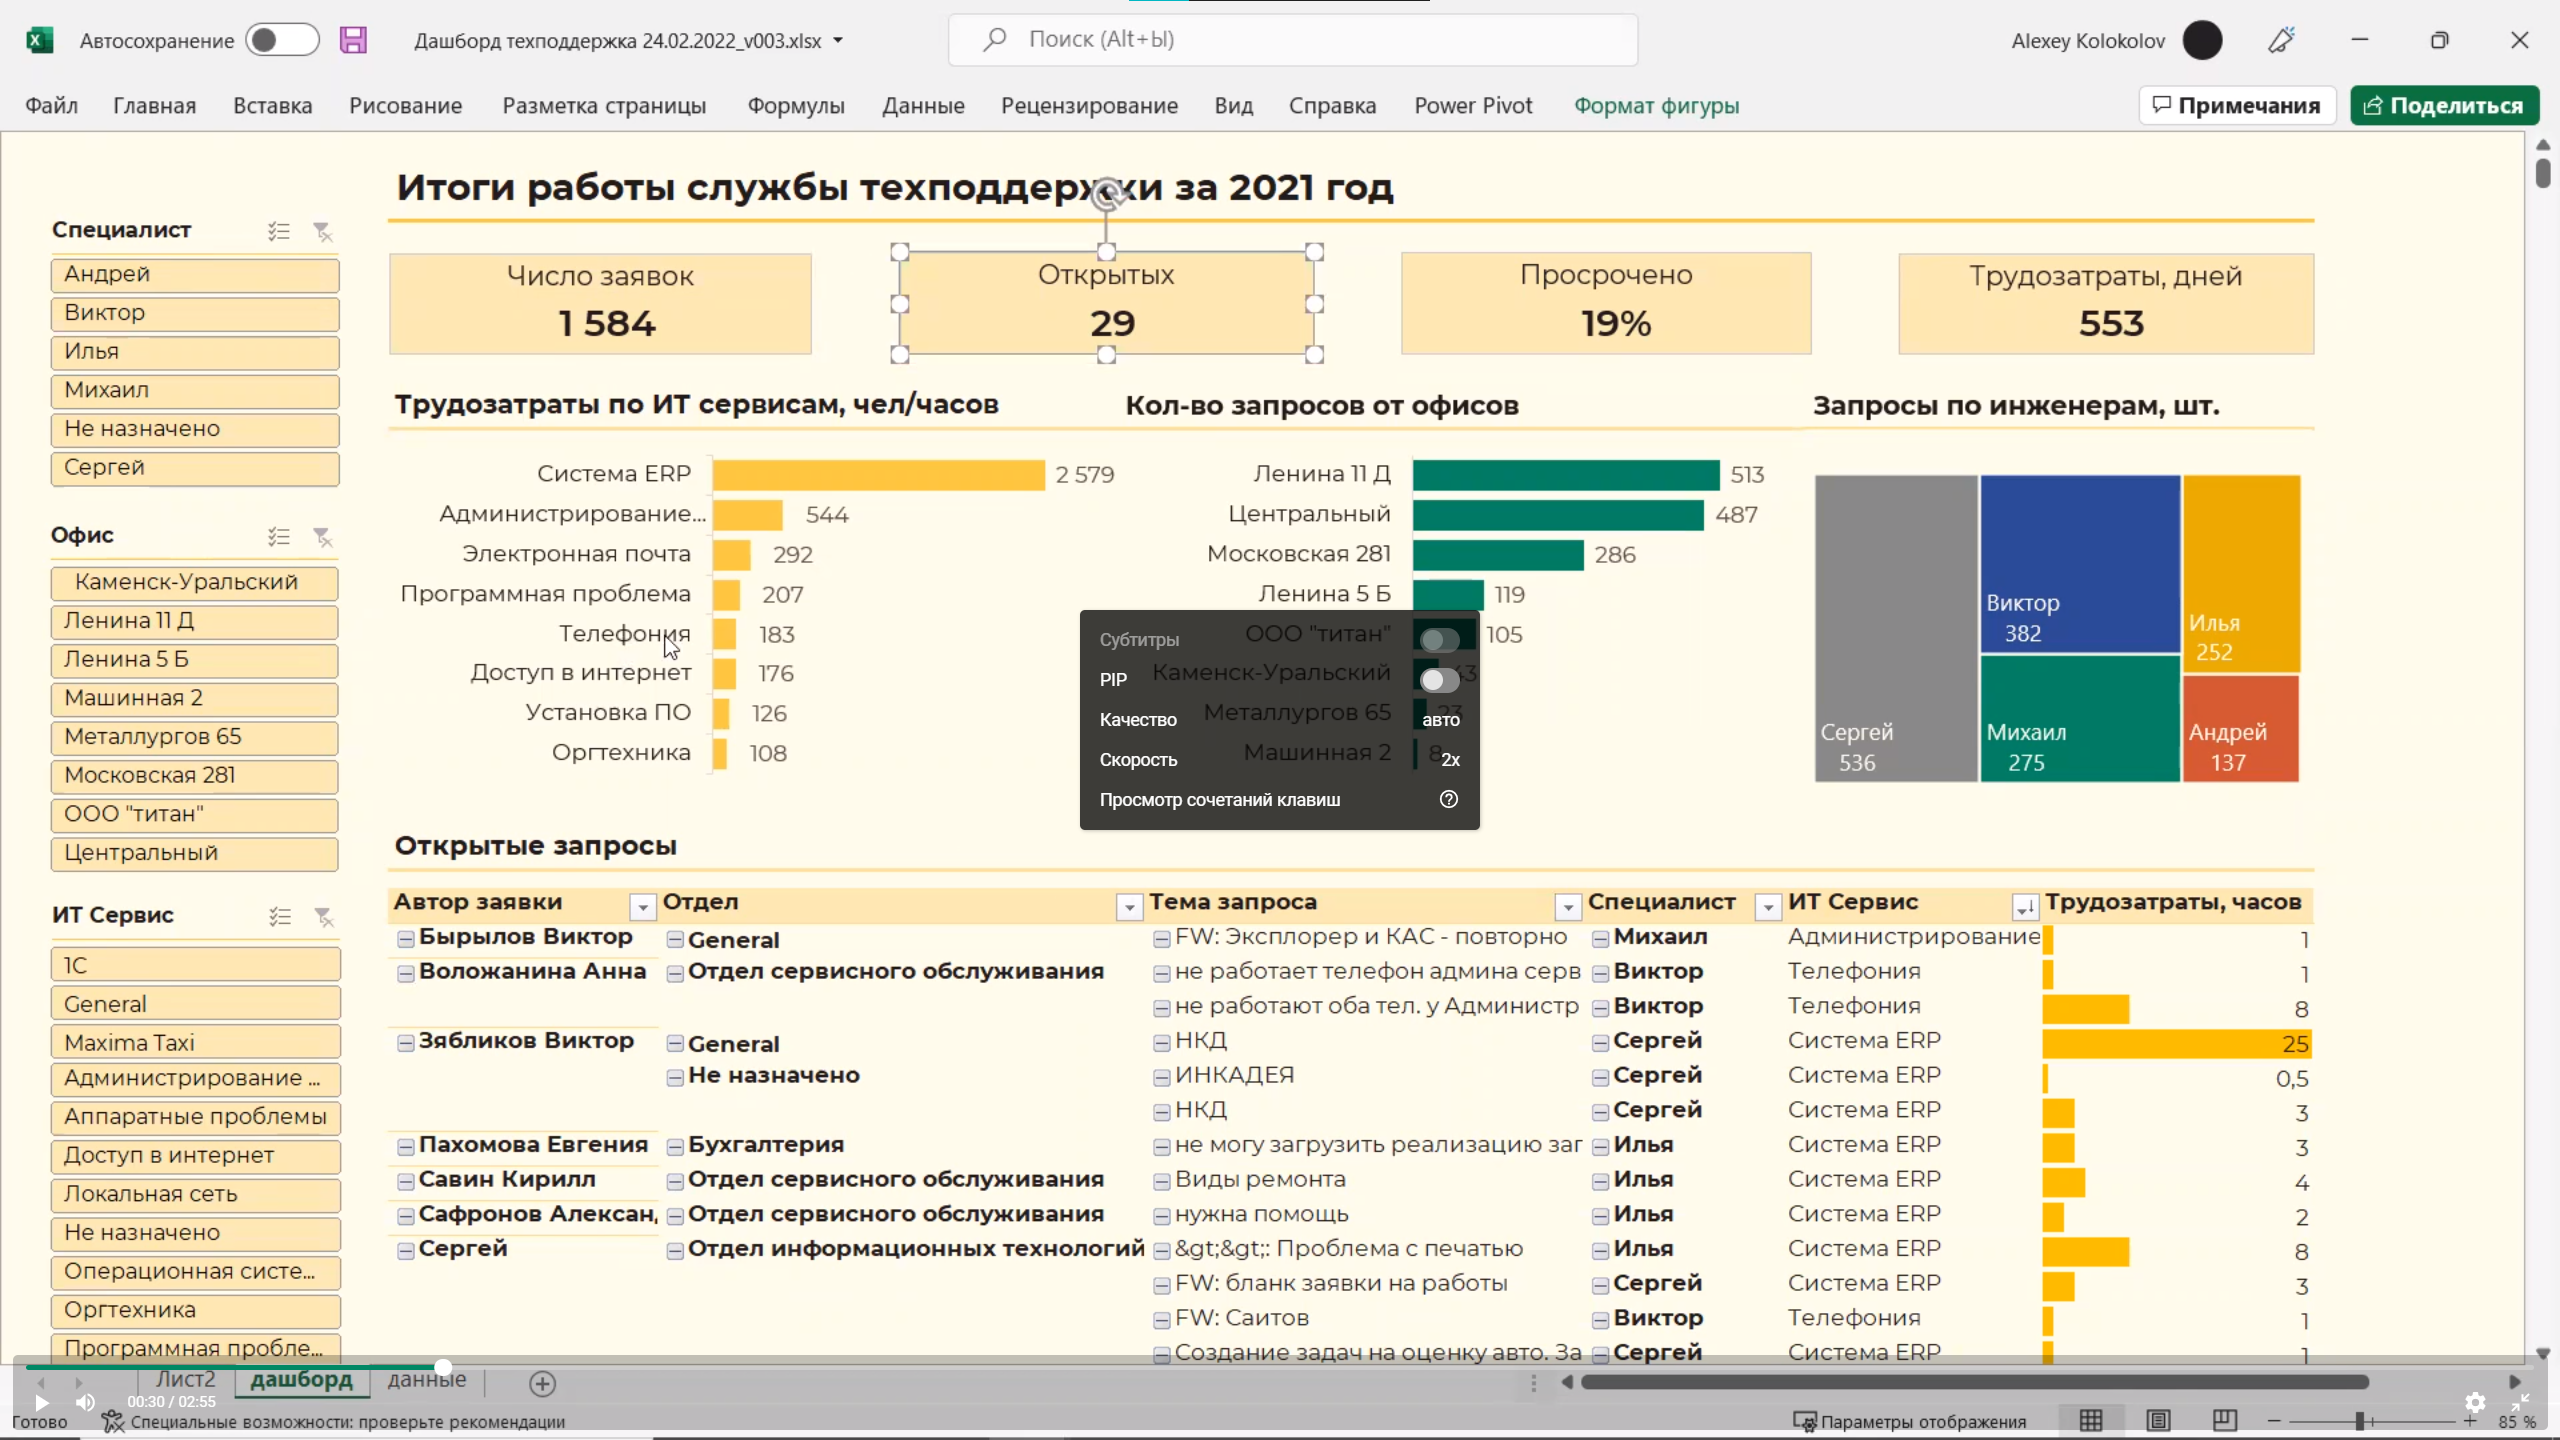 Автосохранение
Дашборд техподдержка 24.02.2022_v003.xlsx
Поиск (Alt+Ы)
Alexey Kolokolov
Файл Главная Вставка Рисование Разметка страницы Формулы Данные Рецензирование Вид Справка Power Pivot Формат фигуры
Примечания
Поделиться
Итоги работы службы техподдержки за 2021 год
Специалист
Андрей
Виктор
Илья
Михаил
Не назначено
Сергей
Офис
Каменск-Уральский
Ленина 11 Д
Ленина 5 Б
Машинная 2
Металлургов 65
Московская 281
ООО "титан"
Центральный
ИТ Сервис
1C
General
Maxima Taxi
Администрирование ...
Аппаратные проблемы
Доступ в интернет
Локальная сеть
Не назначено
Операционная систе...
Оргтехника
Программная пробле...
Число заявок
1 584
Открытых
29
Просрочено
19%
Трудозатраты, дней
553
Трудозатраты по ИТ сервисам, чел/часов
Система ERP 2 579
Администрирование... 544
Электронная почта 292
Программная проблема 207
Телефония 183
Доступ в интернет 176
Установка ПО 126
Оргтехника 108
Кол-во запросов от офисов
Ленина 11 Д 513
Центральный 487
Московская 281 286
Ленина 5 Б 119
ООО "титан" 105
Каменск-Уральский 43
Металлургов 65 23
Машинная 2 8
Субтитры
PIP
Качество авто
Скорость 2x
Просмотр сочетаний клавиш
Запросы по инженерам, шт.
Сергей
536
Виктор
382
Михаил
275
Илья
252
Андрей
137
Открытые запросы
Автор заявки Отдел Тема запроса Специалист ИТ Сервис Трудозатраты, часов
Бырылов Виктор General FW: Эксплорер и КАС - повторно Михаил Администрирование 1
Воложанина Анна Отдел сервисного обслуживания не работает телефон админа серв Виктор Телефония 1
не работают оба тел. у Администр Виктор Телефония 8
Зябликов Виктор General НКД Сергей Система ERP 25
Не назначено ИНКАДЕЯ Сергей Система ERP 0,5
НКД Сергей Система ERP 3
Пахомова Евгения Бухгалтерия не могу загрузить реализацию заг Илья Система ERP 3
Савин Кирилл Отдел сервисного обслуживания Виды ремонта Илья Система ERP 4
Сафронов Алексан Отдел сервисного обслуживания нужна помощь Илья Система ERP 2
Сергей Отдел информационных технологий &gt;&gt;: Проблема с печатью Илья Система ERP 8
FW: бланк заявки на работы Сергей Система ERP 3
FW: Саитов Виктор Телефония 1
Создание задач на оценку авто. За Сергей Система ERP 1
Лист2 дашборд данные
00:30 / 02:55
Готово Специальные возможности: проверьте рекомендации Параметры отображения 85 %